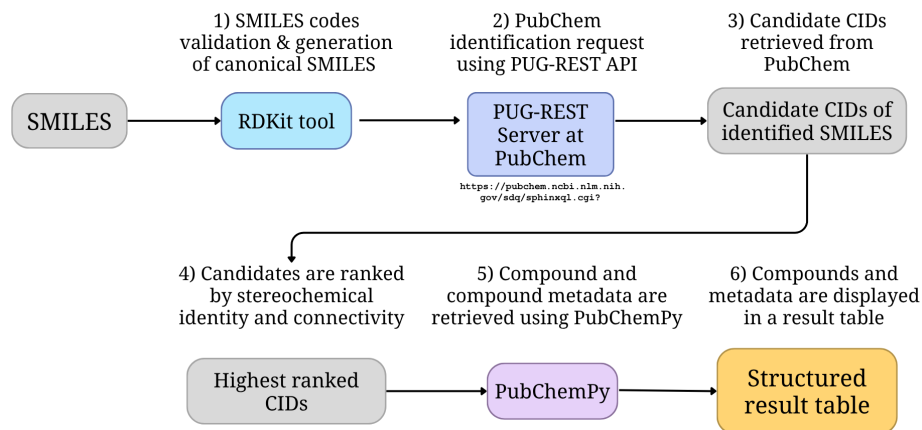 1) SMILES codes
validation & generation
of canonical SMILES
2) PubChem
identification request
using PUG-REST API
3) Candidate CIDs
retrieved from
PubChem
SMILES
RDKit tool
PUG-REST
Server at
PubChem
Candidate CIDs of
identified SMILES
https://pubchem.ncbi.nlm.nih.
gov/sdq/sphinxql.cgi?
4) Candidates are ranked
by stereochemical
identity and connectivity
5) Compound and
compound metadata are
retrieved using PubChemPy
6) Compounds and
metadata are displayed
in a result table
Highest ranked
CIDs
PubChemPy
Structured
result table